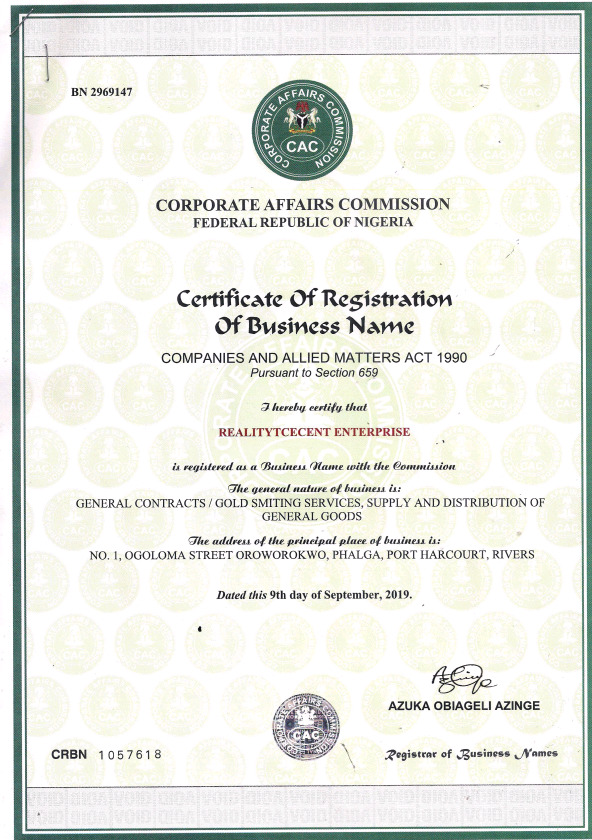 BN 2969147
CORPORATE AFFAIRS COMMISSION
CAC
CORPORATE AFFAIRS COMMISSION
FEDERAL REPUBLIC OF NIGERIA
Certificate Of Registration
Of Business Name
COMPANIES AND ALLIED MATTERS ACT 1990
Pursuant to Section 659
I hereby certify that
REALITYTCECENT ENTERPRISE
is registered as a Business Name with the Commission
The general nature of business is:
GENERAL CONTRACTS / GOLD SMITING SERVICES, SUPPLY AND DISTRIBUTION OF
GENERAL GOODS
The address of the principal place of business is:
NO. 1, OGOLOMA STREET OROWOROKWO, PHALGA, PORT HARCOURT, RIVERS
Dated this 9th day of September, 2019.
AZUKA OBIAGELI AZINGE
CORPORATE AFFAIRS COMMISSION
CAC
CRBN 1057618
Registrar of Business Names